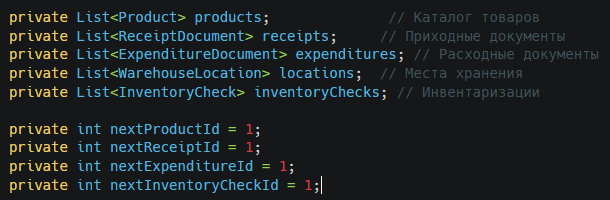 private List<Product> products;              // Каталог товаров
private List<ReceiptDocument> receipts;     // Приходные документы
private List<ExpenditureDocument> expenditures; // Расходные документы
private List<WarehouseLocation> locations;  // Места хранения
private List<InventoryCheck> inventoryChecks; // Инвентаризации
private int nextProductId = 1;
private int nextReceiptId = 1;
private int nextExpenditureId = 1;
private int nextInventoryCheckId = 1;